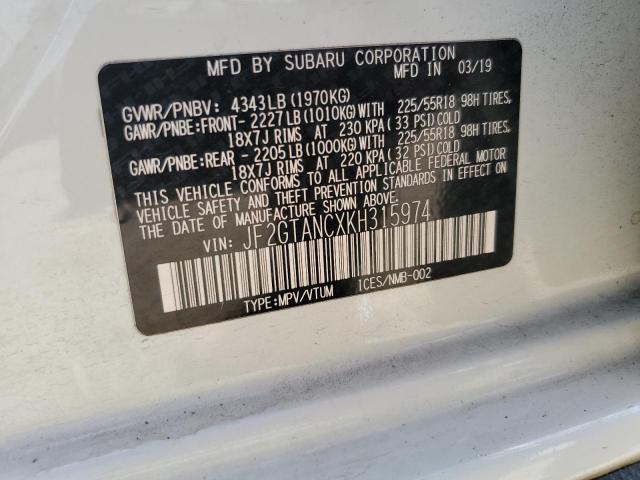 MFD BY SUBARU CORPORATION
MFD IN 03/19
GVWR/PNBV: 4343LB(1970KG)
GAWR/PNBE:FRONT- 2227LB(1010KG)WITH 225/55R18 98H TIRES,
18X7J RIMS AT 230 KPA(33 PSI)COLD
GAWR/PNBE:REAR - 2205LB(1000KG)WITH 225/55R18 98H TIRES,
18X7J RIMS AT 220 KPA(32 PSI)COLD
THIS VEHICLE CONFORMS TO ALL APPLICABLE FEDERAL MOTOR
VEHICLE SAFETY AND THEFT PREVENTION STANDARDS IN EFFECT ON
THE DATE OF MANUFACTURE SHOWN ABOVE.
VIN: JF2GTANCXKH315974
TYPE:MPV/VTUM ICES/NMB-002